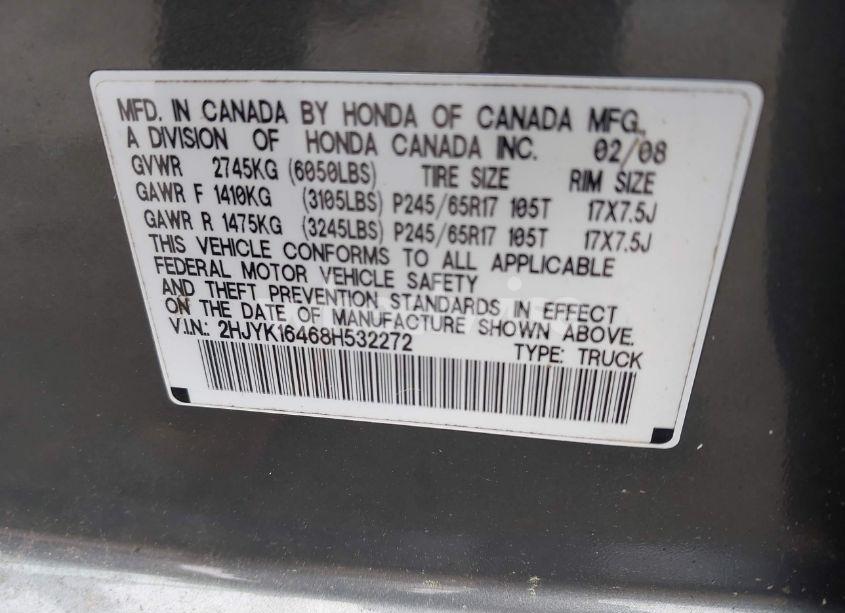 MFD. IN CANADA BY HONDA OF CANADA MFG.,
A DIVISION OF HONDA CANADA INC. 02/08
GVWR 2745KG (6050LBS) TIRE SIZE RIM SIZE
GAWR F 1410KG (3105LBS) P245/65R17 105T 17X7.5J
GAWR R 1475KG (3245LBS) P245/65R17 105T 17X7.5J
THIS VEHICLE CONFORMS TO ALL APPLICABLE
FEDERAL MOTOR VEHICLE SAFETY
AND THEFT PREVENTION STANDARDS IN EFFECT
ON THE DATE OF MANUFACTURE SHOWN ABOVE.
V.I.N.: 2HJYK16468H532272 TYPE: TRUCK